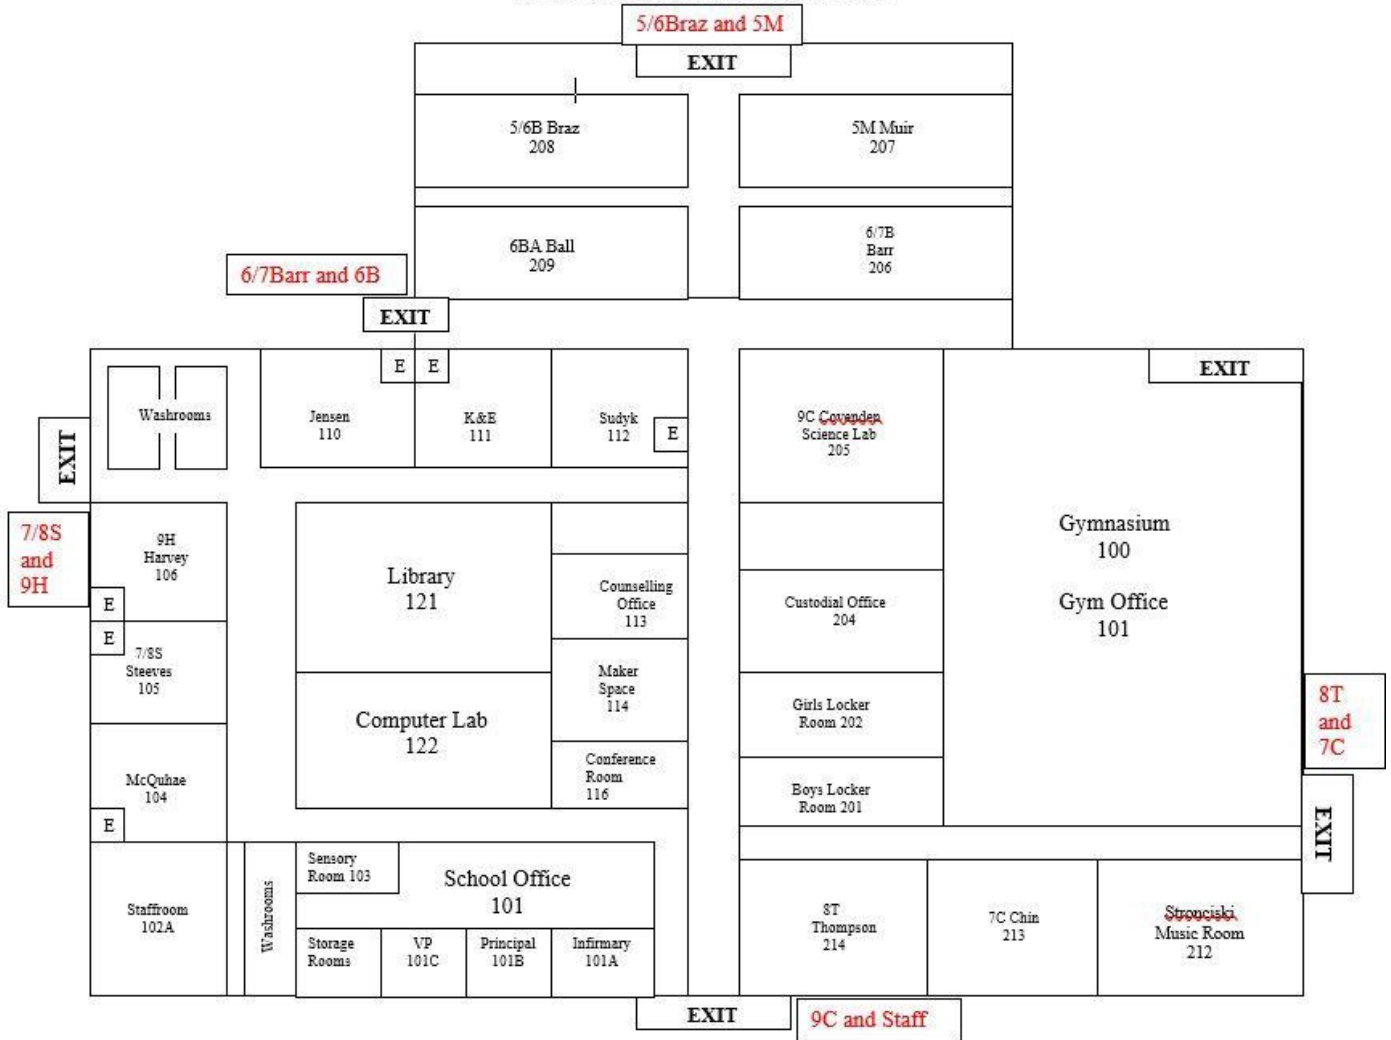 5/6Braz and 5M
EXIT
5/6B Braz
208
5M Muir
207
6BA Ball
209
6/7B
Barr
206
6/7Barr and 6B
EXIT
E
E
EXIT
Washrooms
Jensen
110
K&E
111
Sudyk
112
E
9C Covenden
Science Lab
205
EXIT
7/8S
and
9H
9H
Harvey
106
E
E
7/8S
Steeves
105
Library
121
Counselling
Office
113
Custodial Office
204
Gymnasium
100
Gym Office
101
Maker
Space
114
Girls Locker
Room 202
8T
and
7C
Computer Lab
122
McQuhae
104
E
Conference
Room
116
Boys Locker
Room 201
EXIT
Staffroom
102A
Washrooms
Sensory
Room 103
School Office
101
Storage
Rooms
VP
101C
Principal
101B
Infirmary
101A
8T
Thompson
214
7C Chin
213
Stronciski
Music Room
212
EXIT
9C and Staff